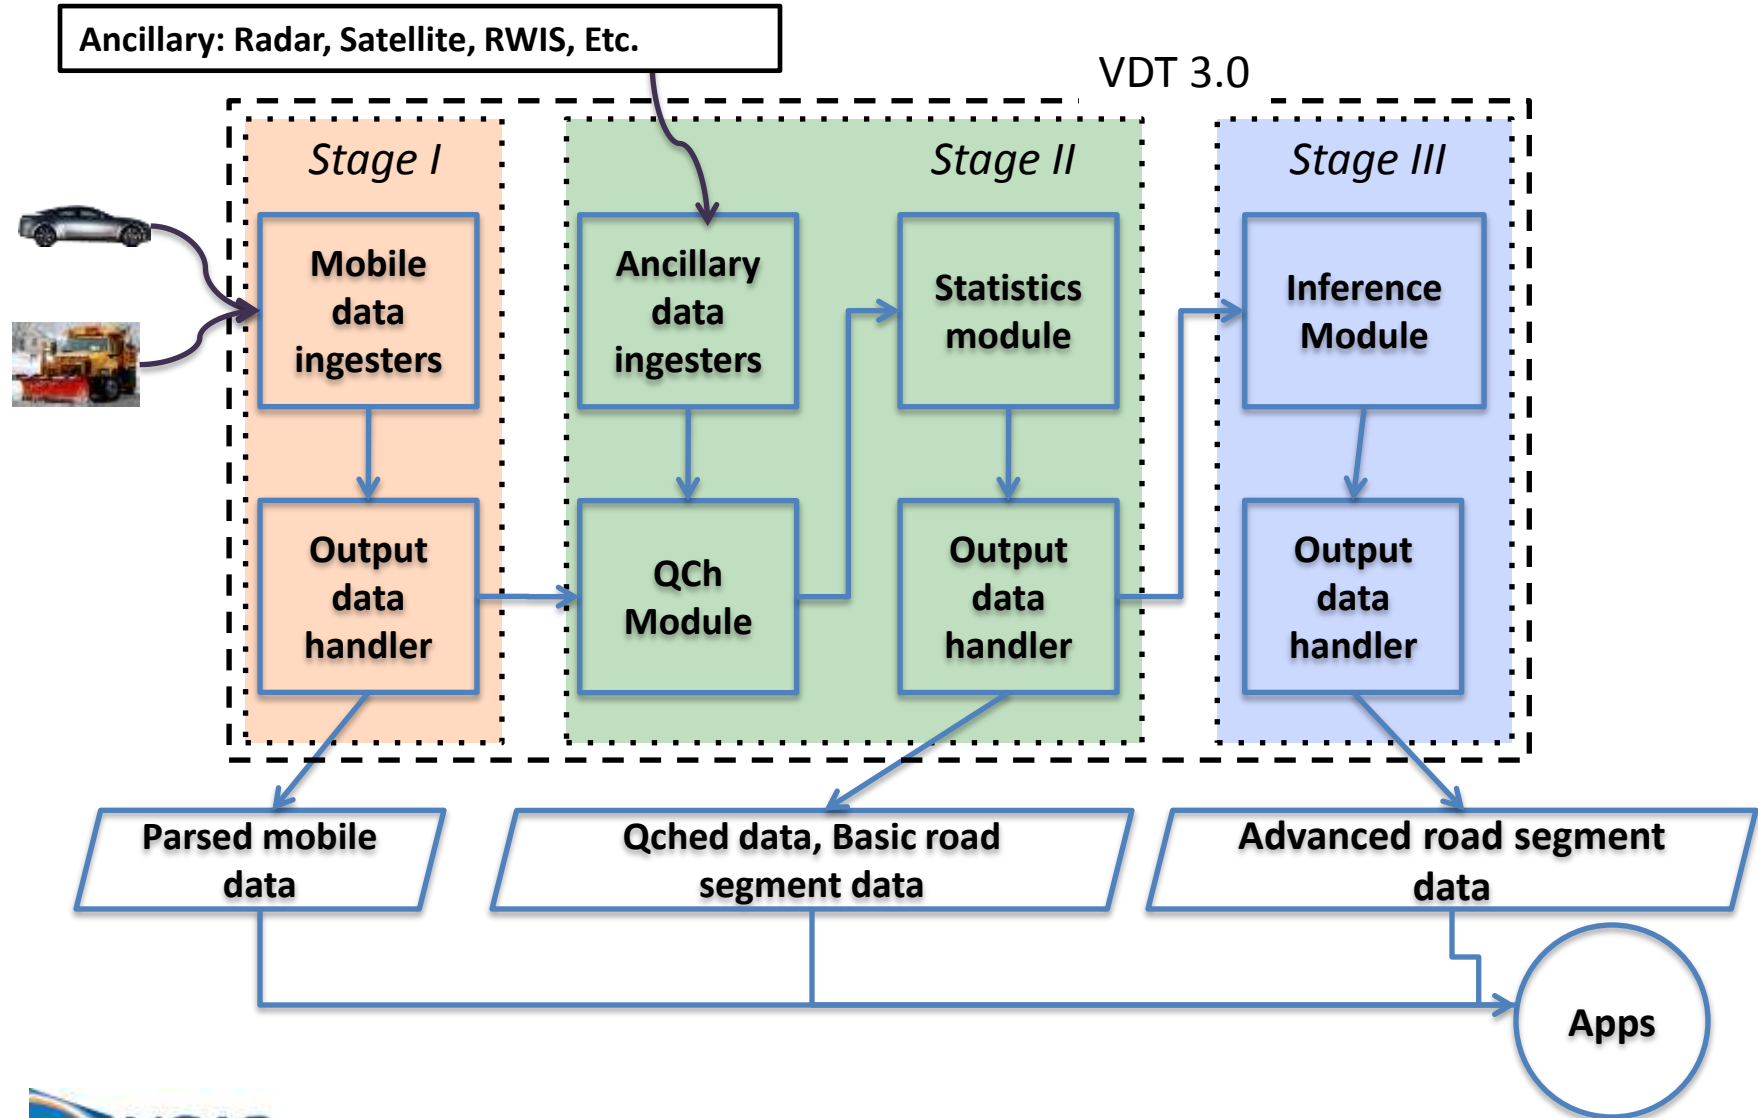 Ancillary: Radar, Satellite, RWIS, Etc.
VDT 3.0
Stage I
Stage II
Stage III
Mobile
data
ingesters
Ancillary
data
ingesters
Statistics
module
Inference
Module
Output
data
handler
QCh
Module
Output
data
handler
Output
data
handler
Parsed mobile
data
Qched data, Basic road
segment data
Advanced road segment
data
Apps